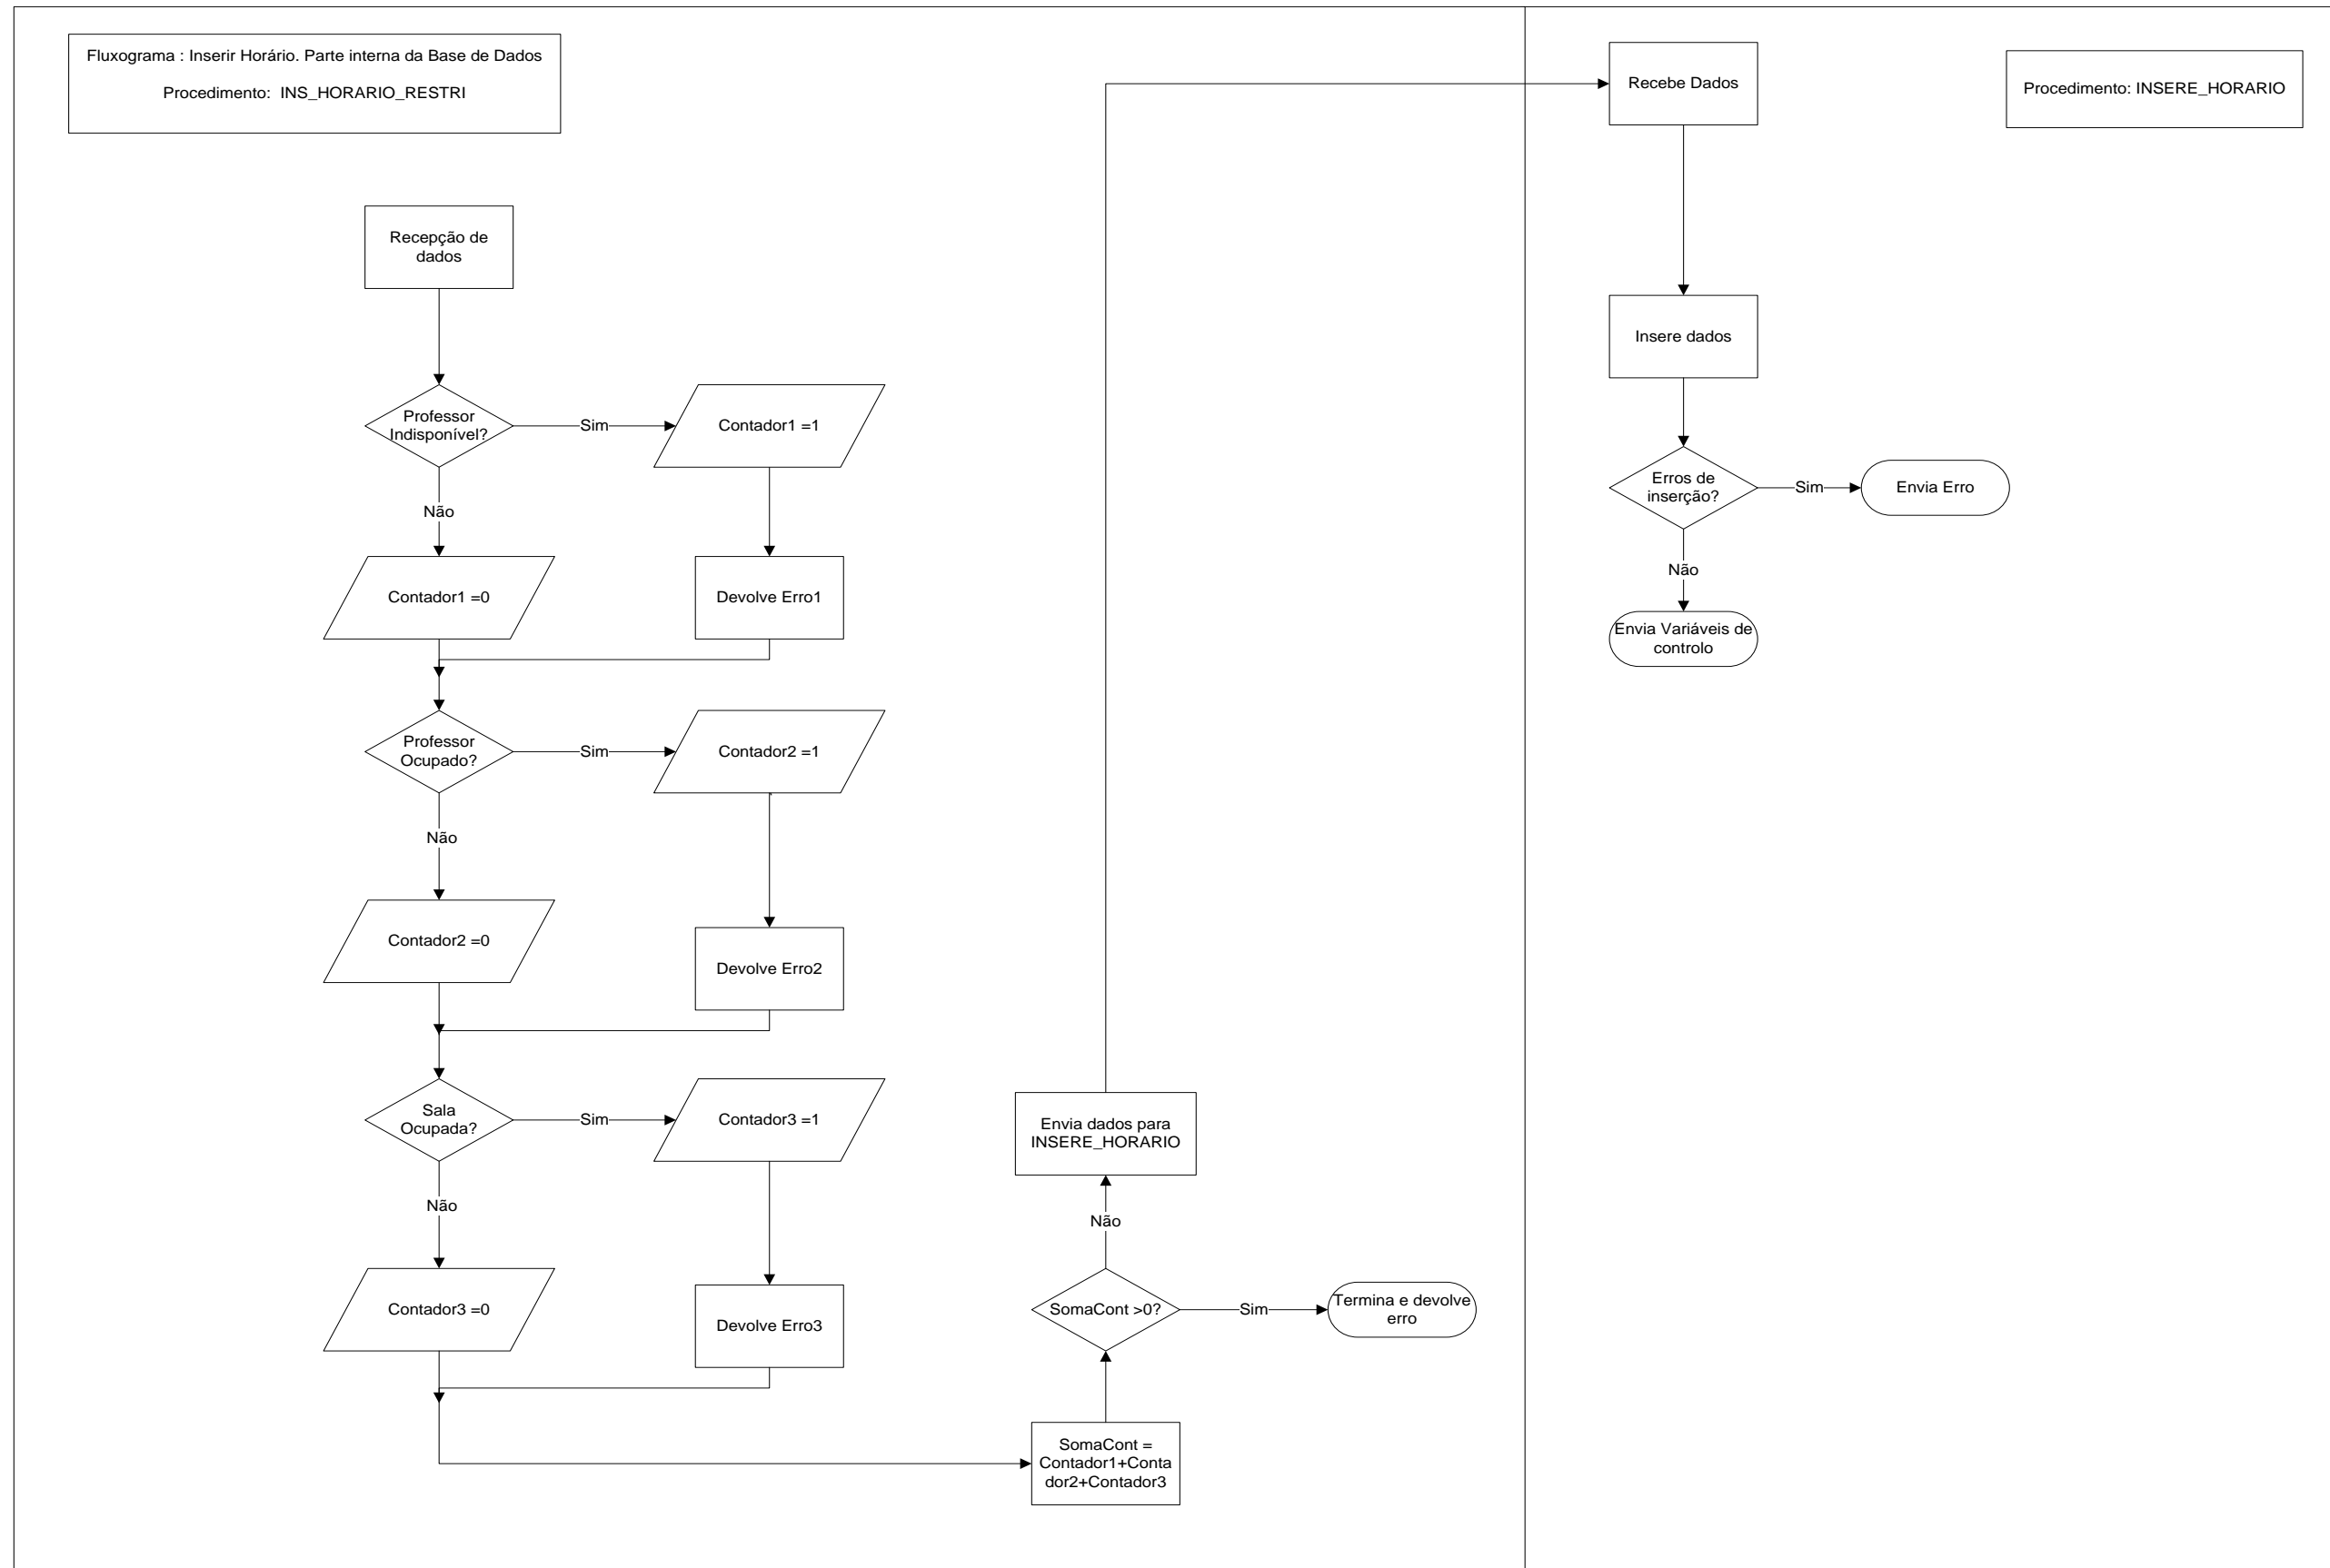 Fluxograma : Inserir Horário. Parte interna da Base de Dados
Procedimento:  INS_HORARIO_RESTRI
Recepção de
dados
Professor
Indisponível?
Sim
Contador1 =1
Não
Contador1 =0
Devolve Erro1
Professor
Ocupado?
Sim
Contador2 =1
Não
Contador2 =0
Devolve Erro2
Sala
Ocupada?
Sim
Contador3 =1
Não
Contador3 =0
Devolve Erro3
SomaCont =
Contador1+Conta
dor2+Contador3
SomaCont >0?
Sim
Termina e devolve
erro
Não
Envia dados para
INSERE_HORARIO
Procedimento: INSERE_HORARIO
Recebe Dados
Insere dados
Erros de
inserção?
Sim
Envia Erro
Não
Envia Variáveis de
controlo